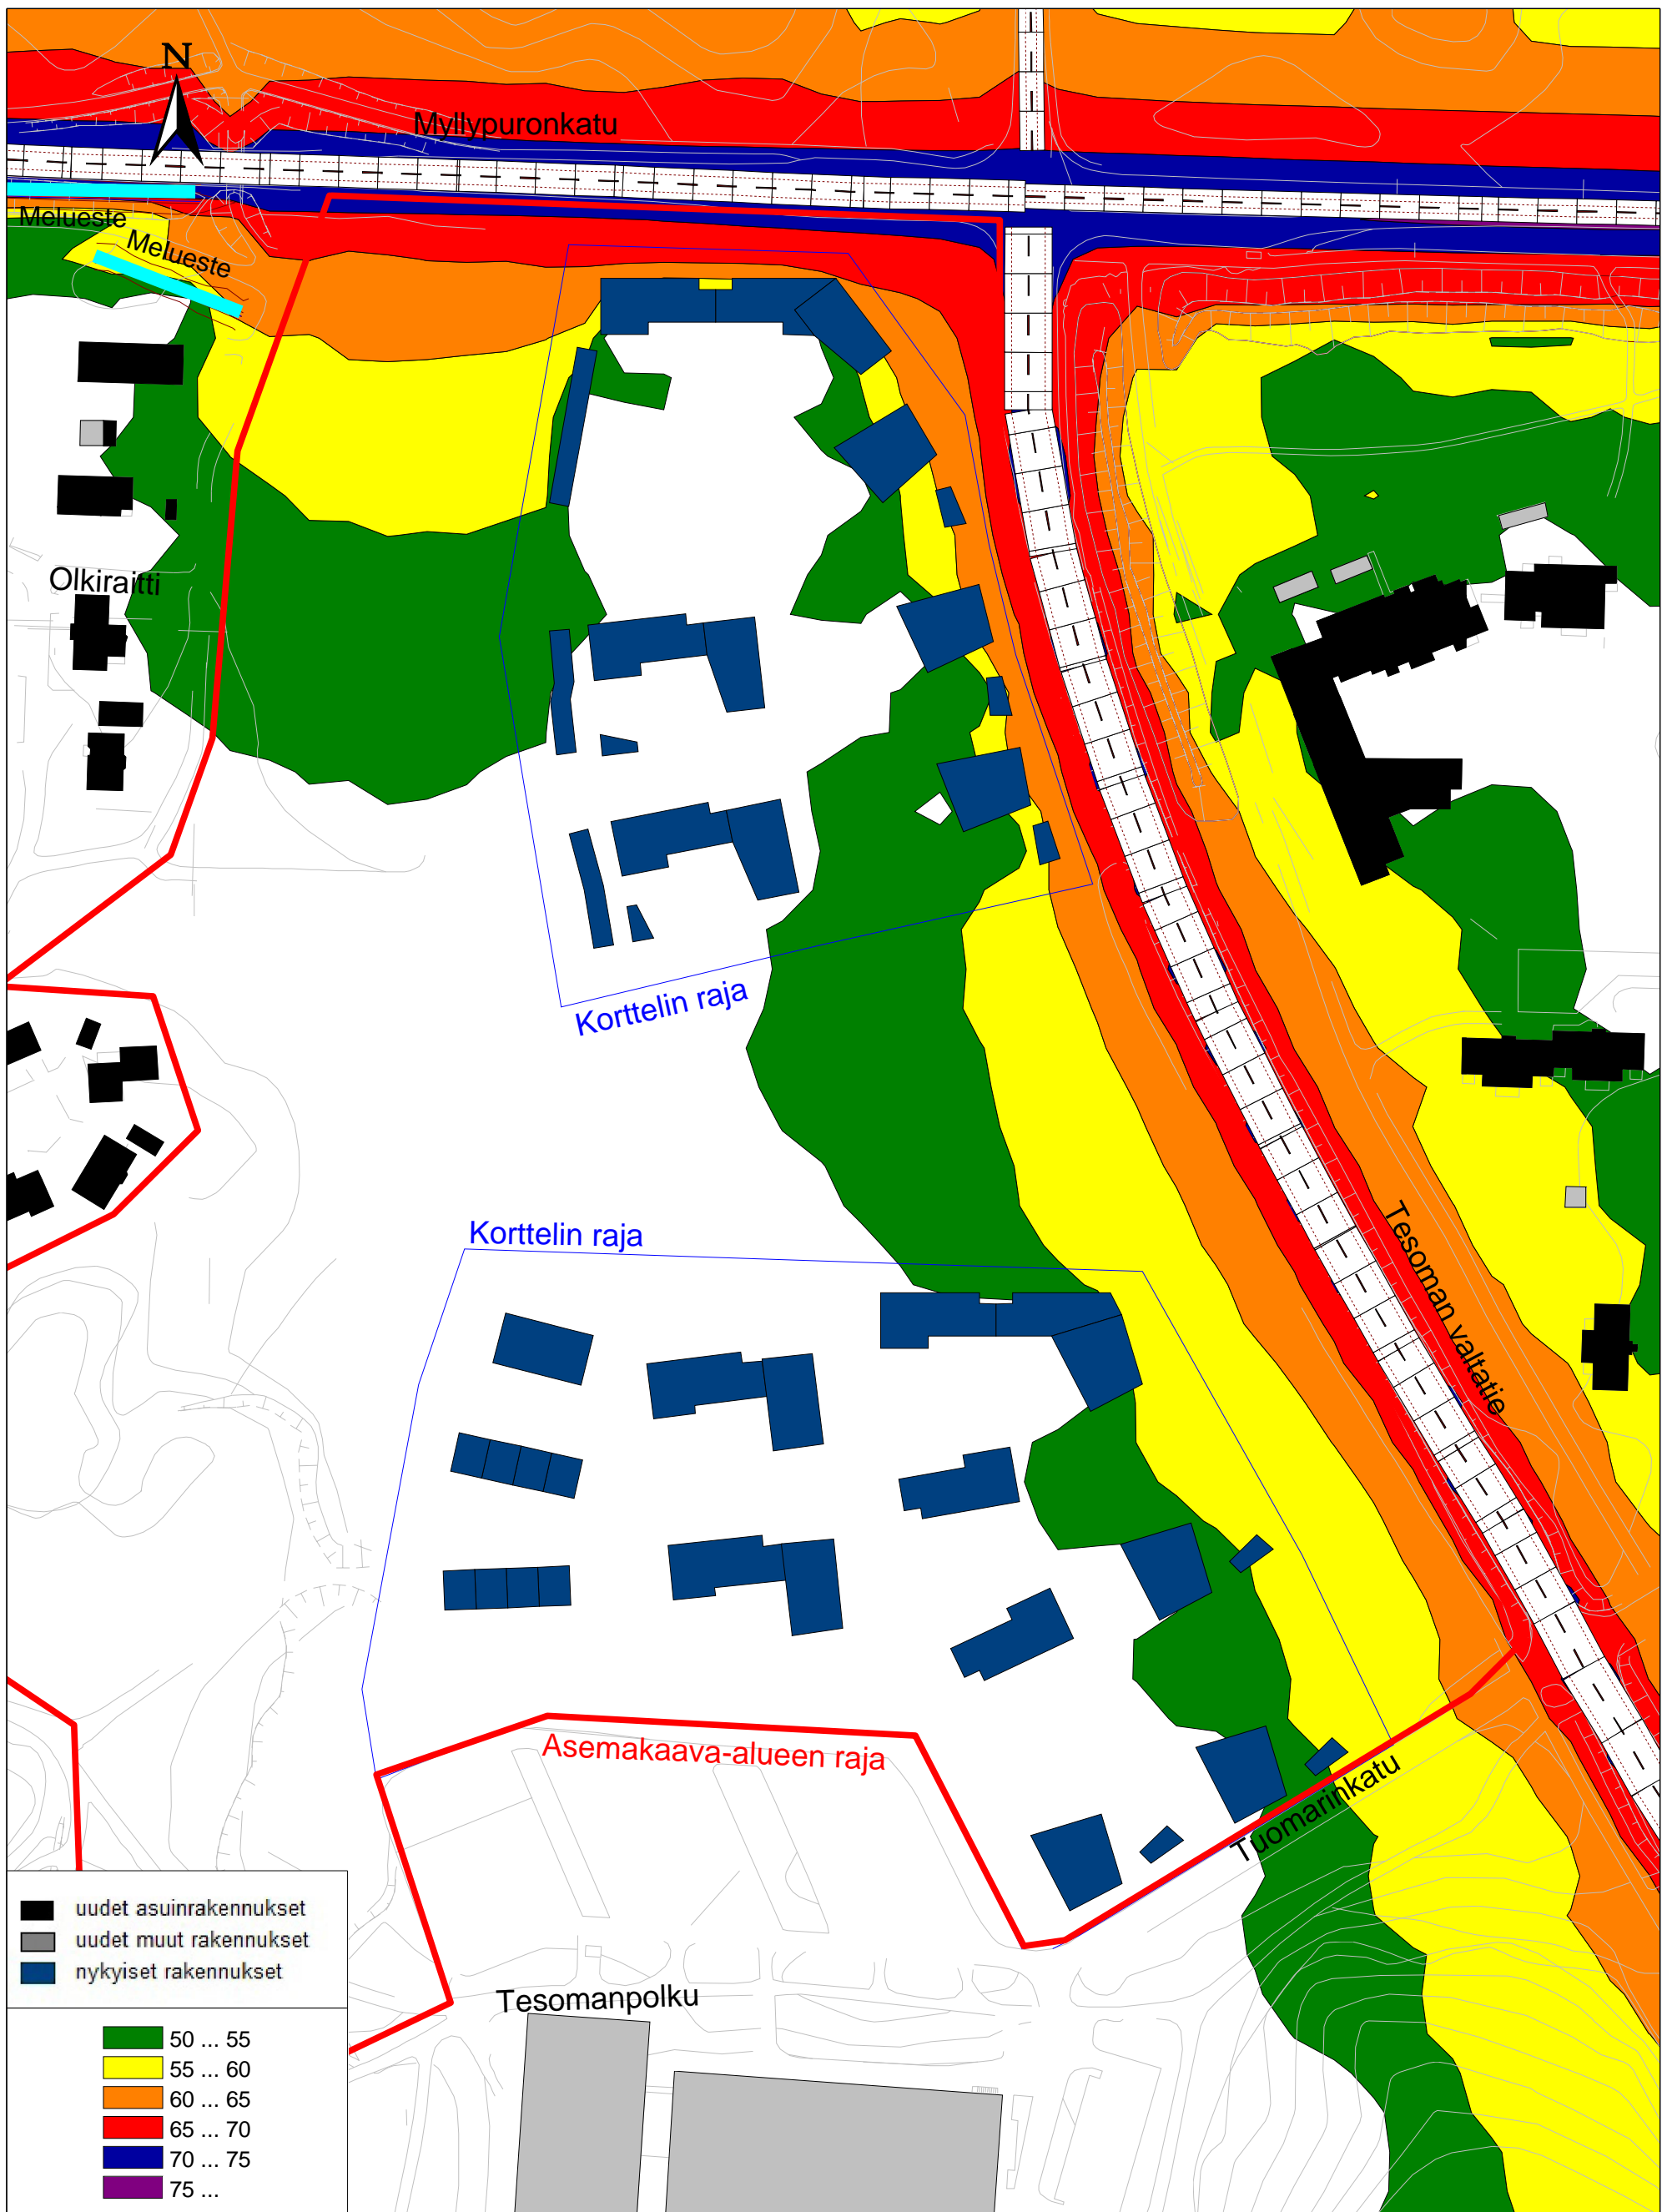 N
Myllypuronkatu
Melueste
Melueste
Olkiraitti
Korttelin raja
Korttelin raja
Tesoman valtatie
Asemakaava-alueen raja
Tuomarinkatu
Tesomanpolku
uudet asuinrakennukset
uudet muut rakennukset
nykyiset rakennukset
50 ... 55
55 ... 60
60 ... 65
65 ... 70
70 ... 75
75 ...